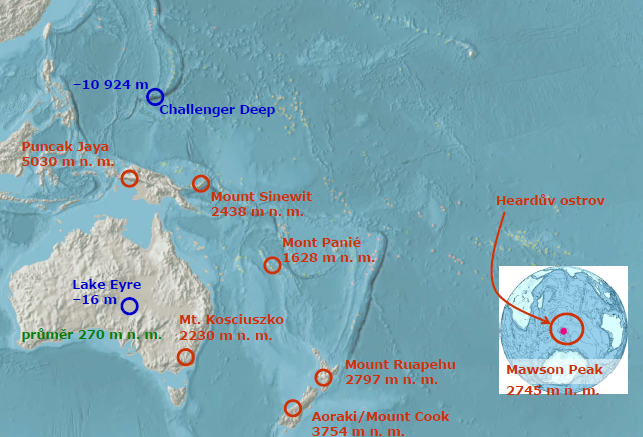 −10 924 m
Challenger Deep
Puncak Jaya
5030 m n. m.
Mount Sinewit
2438 m n. m.
Heardův ostrov
Mont Panié
1628 m n. m.
Lake Eyre
−16 m
průměr 270 m n. m.
Mt. Kosciuszko
2230 m n. m.
Mount Ruapehu
2797 m n. m.
Mawson Peak
2745 m n. m.
Aoraki/Mount Cook
3754 m n. m.